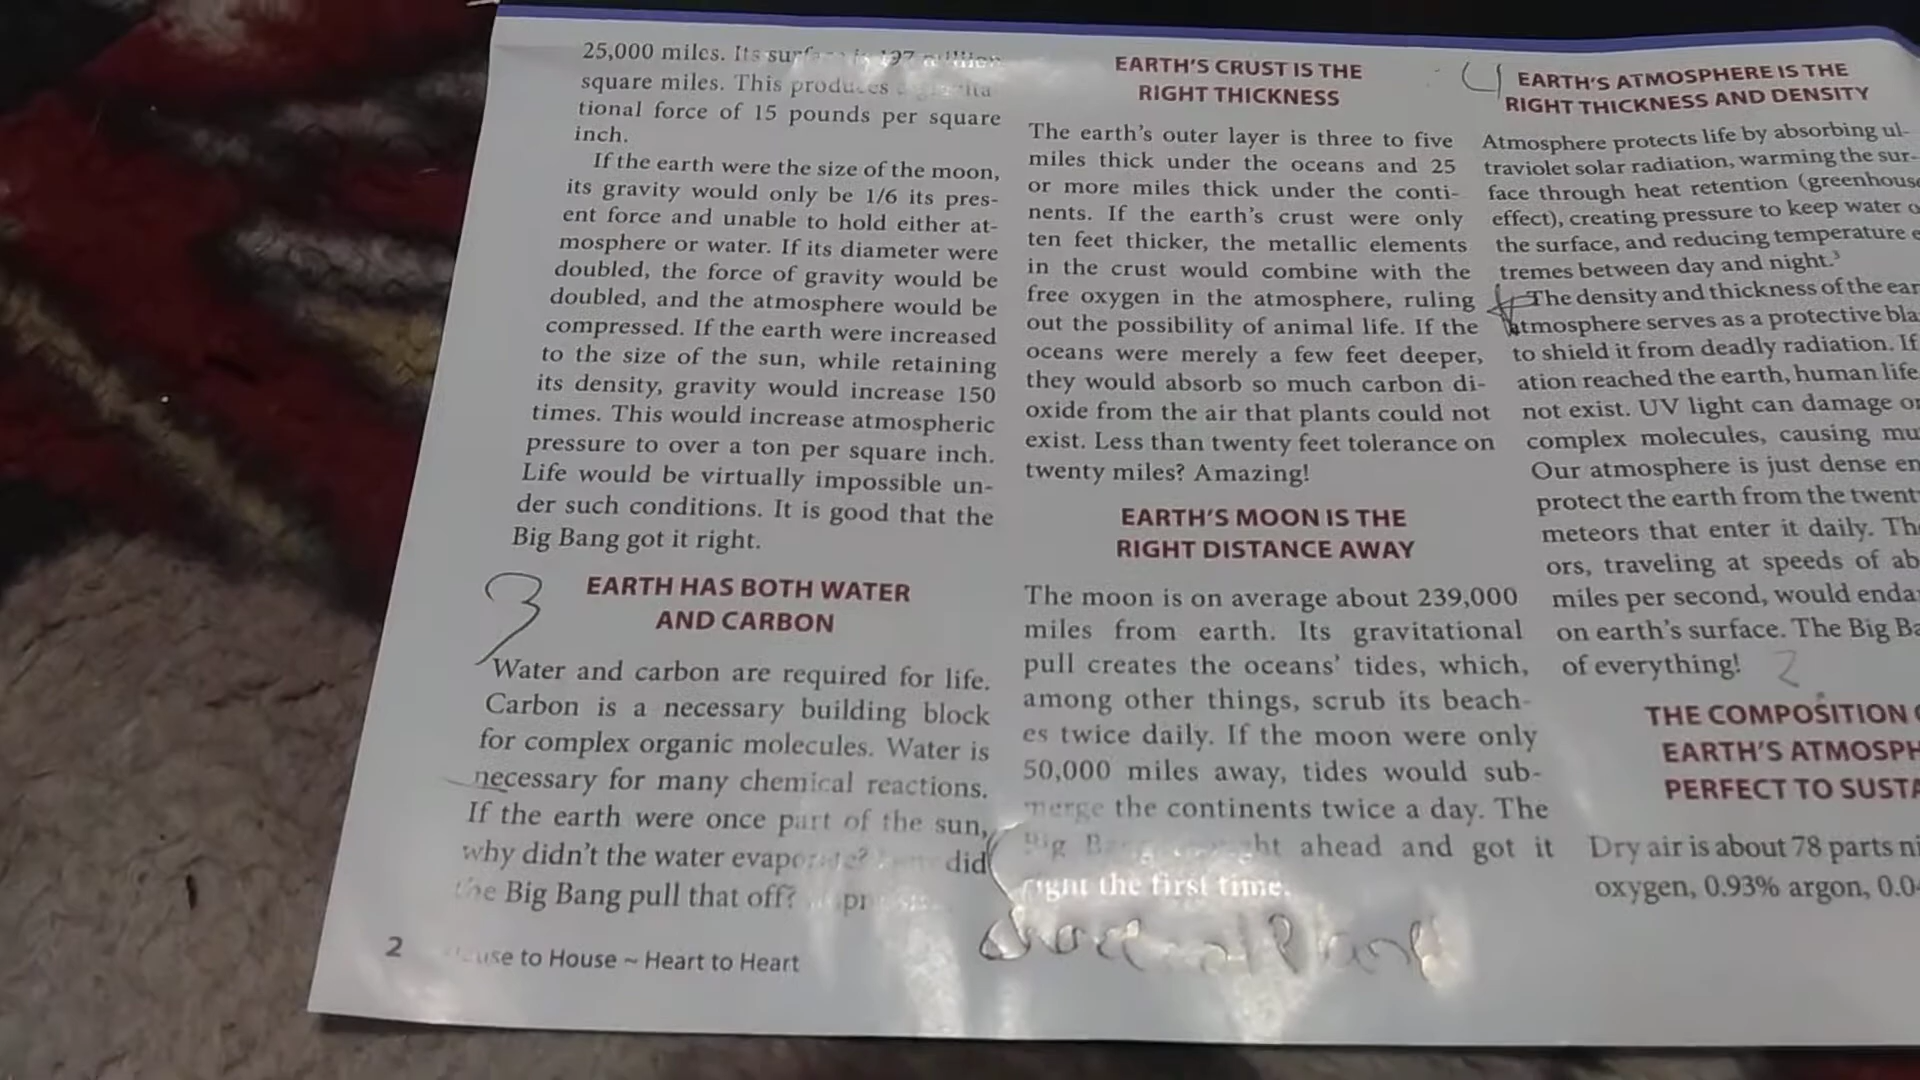 25,000 miles. Its surface is 197 million
square miles. This produces a gravita-
tional force of 15 pounds per square
inch.
If the earth were the size of the moon,
its gravity would only be 1/6 its pres-
ent force and unable to hold either at-
mosphere or water. If its diameter were
doubled, the force of gravity would be
doubled, and the atmosphere would be
compressed. If the earth were increased
to the size of the sun, while retaining
its density, gravity would increase 150
times. This would increase atmospheric
pressure to over a ton per square inch.
Life would be virtually impossible un-
der such conditions. It is good that the
Big Bang got it right.
3
EARTH HAS BOTH WATER
AND CARBON
Water and carbon are required for life.
Carbon is a necessary building block
for complex organic molecules. Water is
necessary for many chemical reactions.
If the earth were once part of the sun,
why didn't the water evaporate? did
the Big Bang pull that off?
2
House to House ~ Heart to Heart
EARTH'S CRUST IS THE
RIGHT THICKNESS
The earth's outer layer is three to five
miles thick under the oceans and 25
or more miles thick under the conti-
nents. If the earth's crust were only
ten feet thicker, the metallic elements
in the crust would combine with the
free oxygen in the atmosphere, ruling
out the possibility of animal life. If the
oceans were merely a few feet deeper,
they would absorb so much carbon di-
oxide from the air that plants could not
exist. Less than twenty feet tolerance on
twenty miles? Amazing!
EARTH'S MOON IS THE
RIGHT DISTANCE AWAY
The moon is on average about 239,000
miles from earth. Its gravitational
pull creates the oceans' tides, which,
among other things, scrub its beach-
es twice daily. If the moon were only
50,000 miles away, tides would sub-
merge the continents twice a day. The
Big ahead and got it
right the first time.
4
EARTH'S ATMOSPHERE IS THE
RIGHT THICKNESS AND DENSITY
Atmosphere protects life by absorbing ul-
traviolet solar radiation, warming the sur-
face through heat retention (greenhouse
effect), creating pressure to keep water o
the surface, and reducing temperature e
tremes between day and night.³
The density and thickness of the ear
atmosphere serves as a protective bla
to shield it from deadly radiation. If
ation reached the earth, human life
not exist. UV light can damage or
complex molecules, causing mu
Our atmosphere is just dense en
protect the earth from the twent
meteors that enter it daily. Th
ors, traveling at speeds of ab
miles per second, would enda
on earth's surface. The Big Ba
of everything!
2
THE COMPOSITION
EARTH'S ATMOSPH
PERFECT TO SUSTA
Dry air is about 78 parts ni
oxygen, 0.93% argon, 0.0